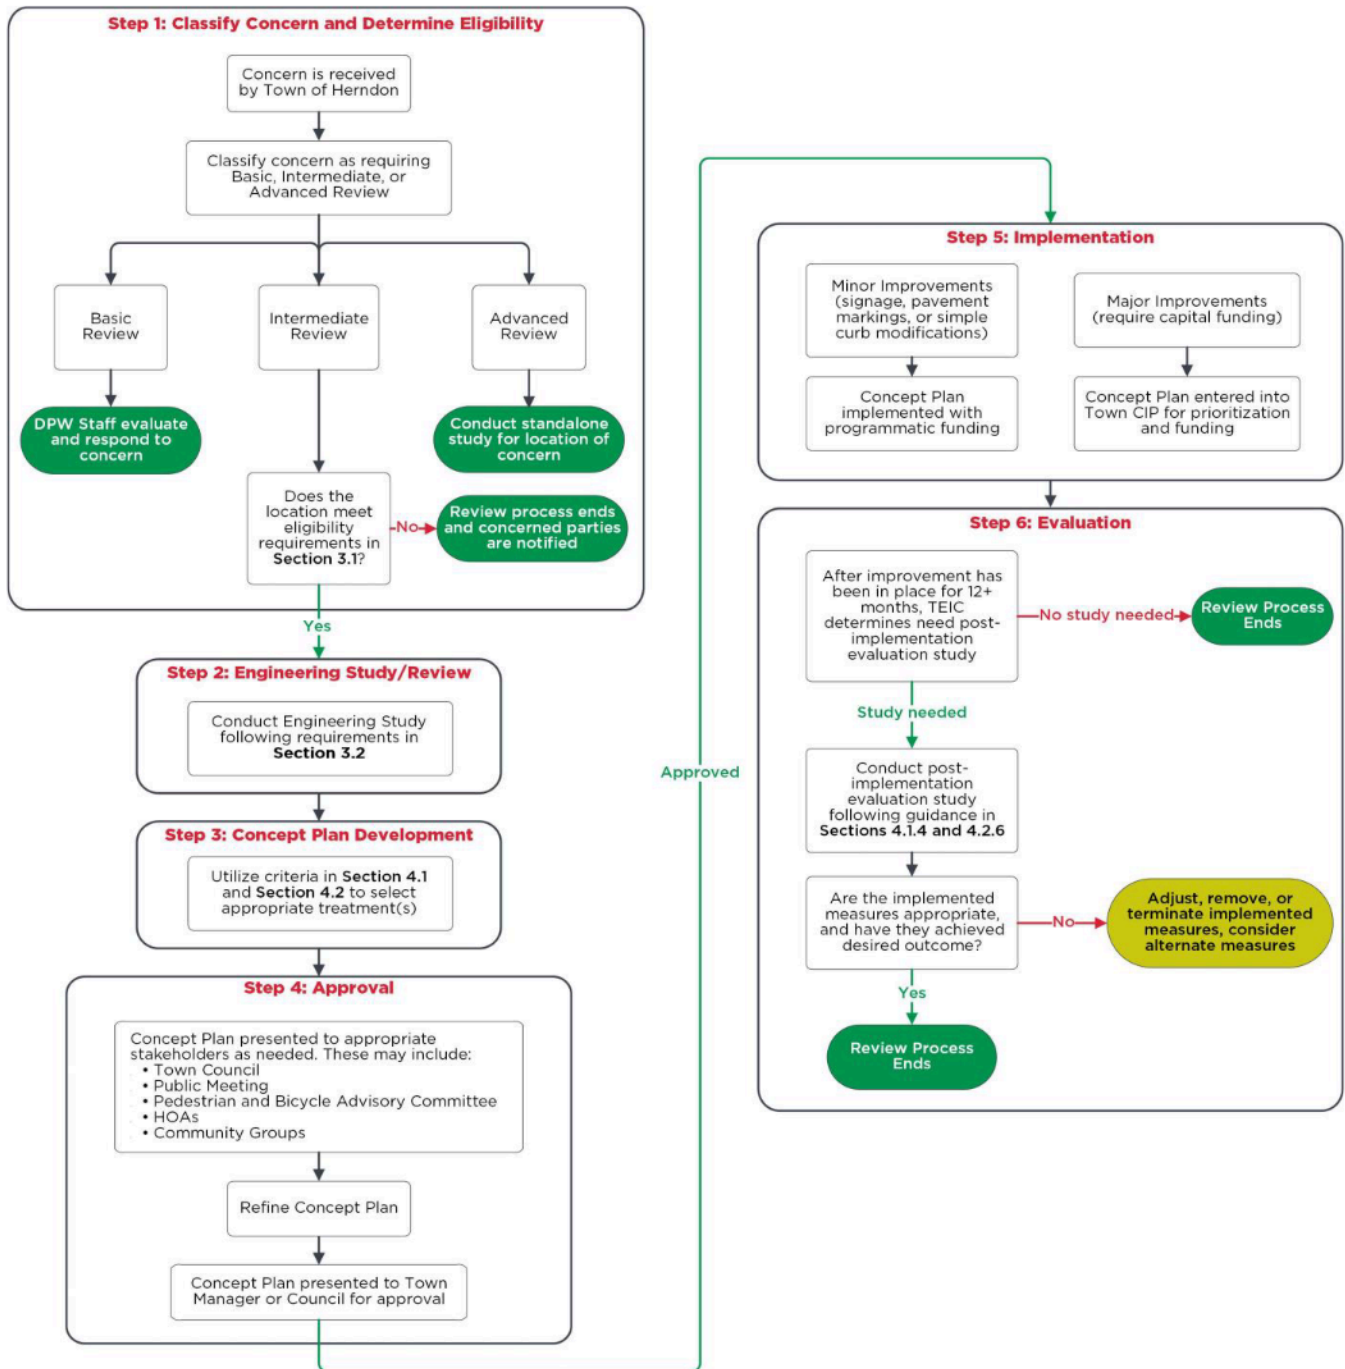 Step 1: Classify Concern and Determine Eligibility
Concern is received
by Town of Herndon
Classify concern as requiring
Basic, Intermediate, or
Advanced Review
Basic
Review
Intermediate
Review
Advanced
Review
DPW Staff evaluate
and respond to
concern
Conduct standalone
study for location of
concern
Does the
location meet
eligibility
requirements in
Section 3.1?
No
Review process ends
and concerned parties
are notified
Yes
Step 2: Engineering Study/Review
Conduct Engineering Study
following requirements in
Section 3.2
Step 3: Concept Plan Development
Utilize criteria in Section 4.1
and Section 4.2 to select
appropriate treatment(s)
Step 4: Approval
Concept Plan presented to appropriate
stakeholders as needed. These may include:
• Town Council
• Public Meeting
• Pedestrian and Bicycle Advisory Committee
• HOAs
• Community Groups
Refine Concept Plan
Concept Plan presented to Town
Manager or Council for approval
Approved
Step 5: Implementation
Minor Improvements
(signage, pavement
markings, or simple
curb modifications)
Major Improvements
(require capital funding)
Concept Plan
implemented with
programmatic funding
Concept Plan entered into
Town CIP for prioritization
and funding
Step 6: Evaluation
After improvement has
been in place for 12+
months, TEIC
determines need post-
implementation
evaluation study
No study needed
Review Process
Ends
Study needed
Conduct post-
implementation
evaluation study
following guidance in
Sections 4.1.4 and 4.2.6
Are the implemented
measures appropriate,
and have they achieved
desired outcome?
No
Adjust, remove, or
terminate implemented
measures, consider
alternate measures
Yes
Review Process
Ends